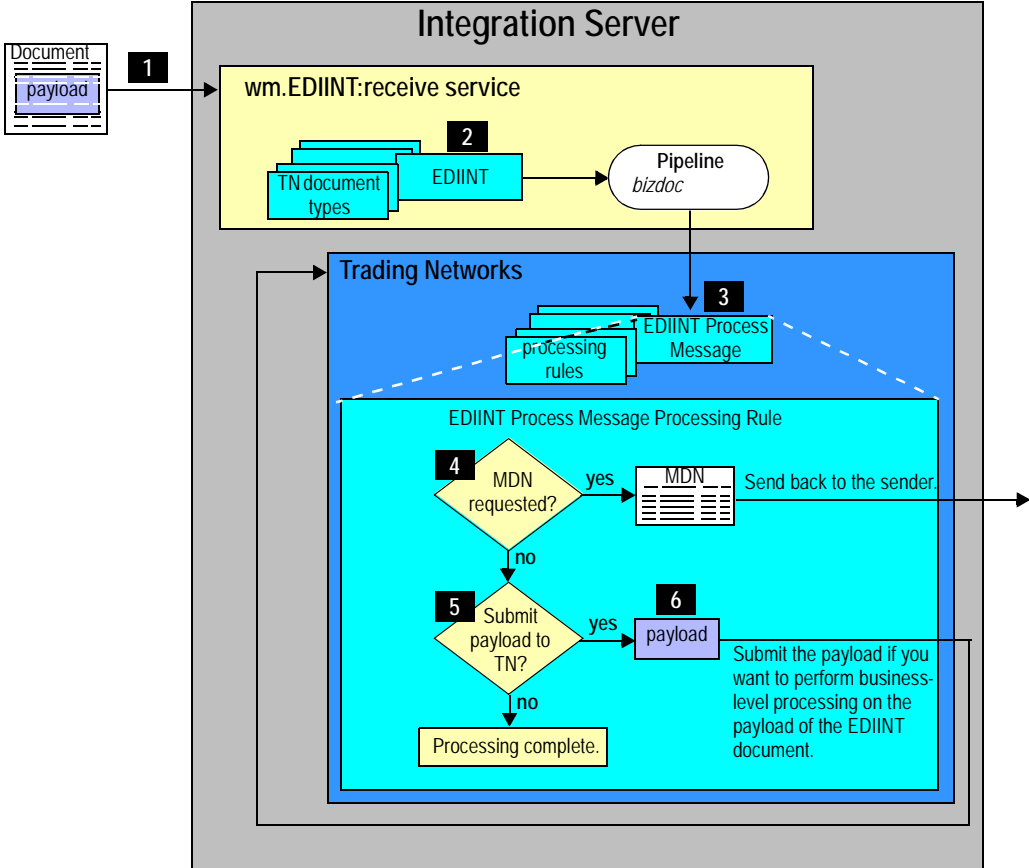 Integration Server
Document
payload
1
wm.EDIINT:receive service
2
TN document
types
EDIINT
Pipeline
bizdoc
Trading Networks
3
processing
rules
EDIINT Process
Message
EDIINT Process Message Processing Rule
4
MDN
requested?
yes
MDN
Send back to the sender.
no
5
Submit
payload to
TN?
yes
6
payload
Submit the payload if you
want to perform business-
level processing on the
payload of the EDIINT
document.
no
Processing complete.